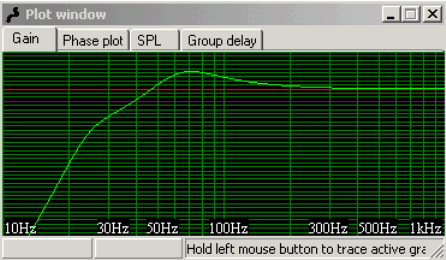 Plot window
Gain Phase plot SPL Group delay
10Hz 30Hz 50Hz 100Hz 300Hz 500Hz 1kHz
Hold left mouse button to trace active gra